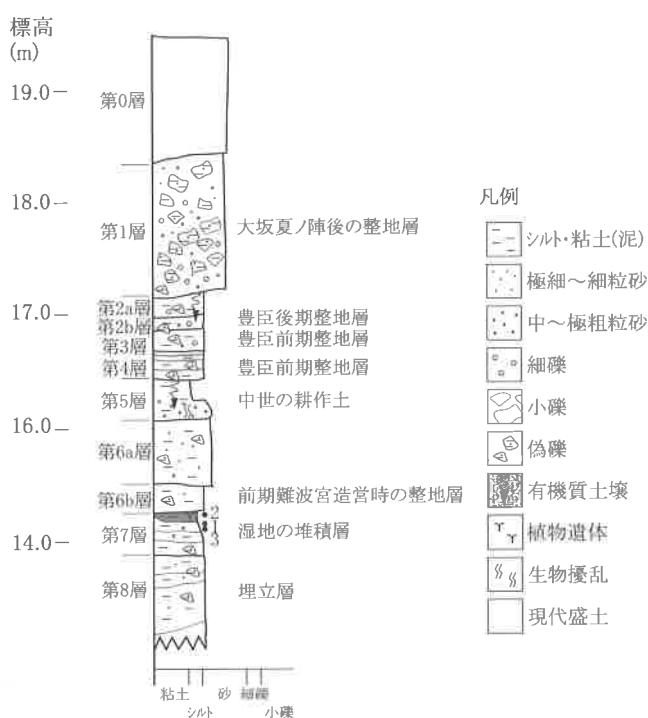 標高
(m)
19.0
18.0
17.0
16.0
14.0
第0層
第1層
第2a層
第2b層
第3層
第4層
第5層
第6a層
第6b層
第7層
第8層
大坂夏ノ陣後の整地層
豊臣後期整地層
豊臣前期整地層
豊臣前期整地層
中世の耕作土
前期難波宮造営時の整地層
湿地の堆積層
埋立層
2
1
3
粘土
シルト
砂
細礫
小礫
凡例
シルト・粘土(泥)
極細〜細粒砂
中〜極粗粒砂
細礫
小礫
偽礫
有機質土壌
植物遺体
生物擾乱
現代盛土